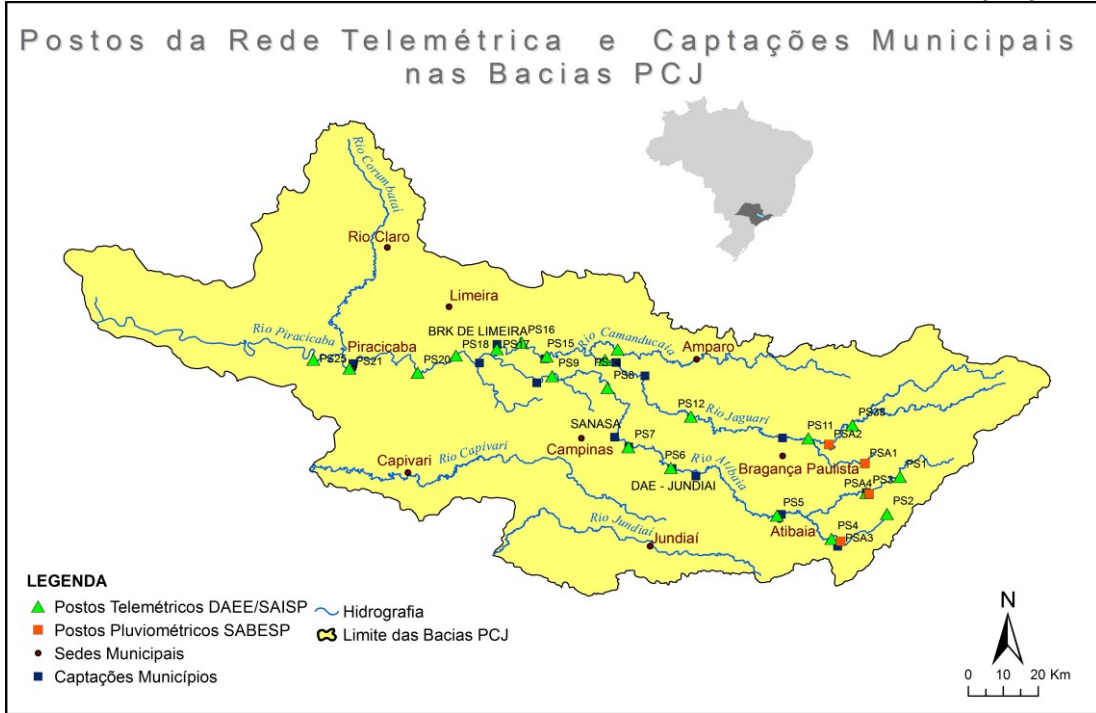 Postos da Rede Telemétrica e Captações Municipais
nas Bacias PCJ
Rio Corumbataí
Rio Claro
Limeira
BRK DE LIMEIRA
PS16
PS18
PS17
PS15
Rio Camanducaia
Amparo
Rio Piracicaba
Piracicaba
PS25
PS21
PS20
PS9
PS8
PS12
Rio Jaguari
PS11
PS38
PSA2
SANASA
Campinas
PS7
PS6
Rio Atibaia
Bragança Paulista
PSA1
Capivari
Rio Capivari
DAE - JUNDIAI
PSA4
PS3
PS1
PS5
PS2
Atibaia
PS4
PSA3
Rio Jundiaí
Jundiaí
LEGENDA
Postos Telemétricos DAEE/SAISP
Hidrografia
Postos Pluviométricos SABESP
Limite das Bacias PCJ
Sedes Municipais
Captações Municípios
N
0 10 20 Km